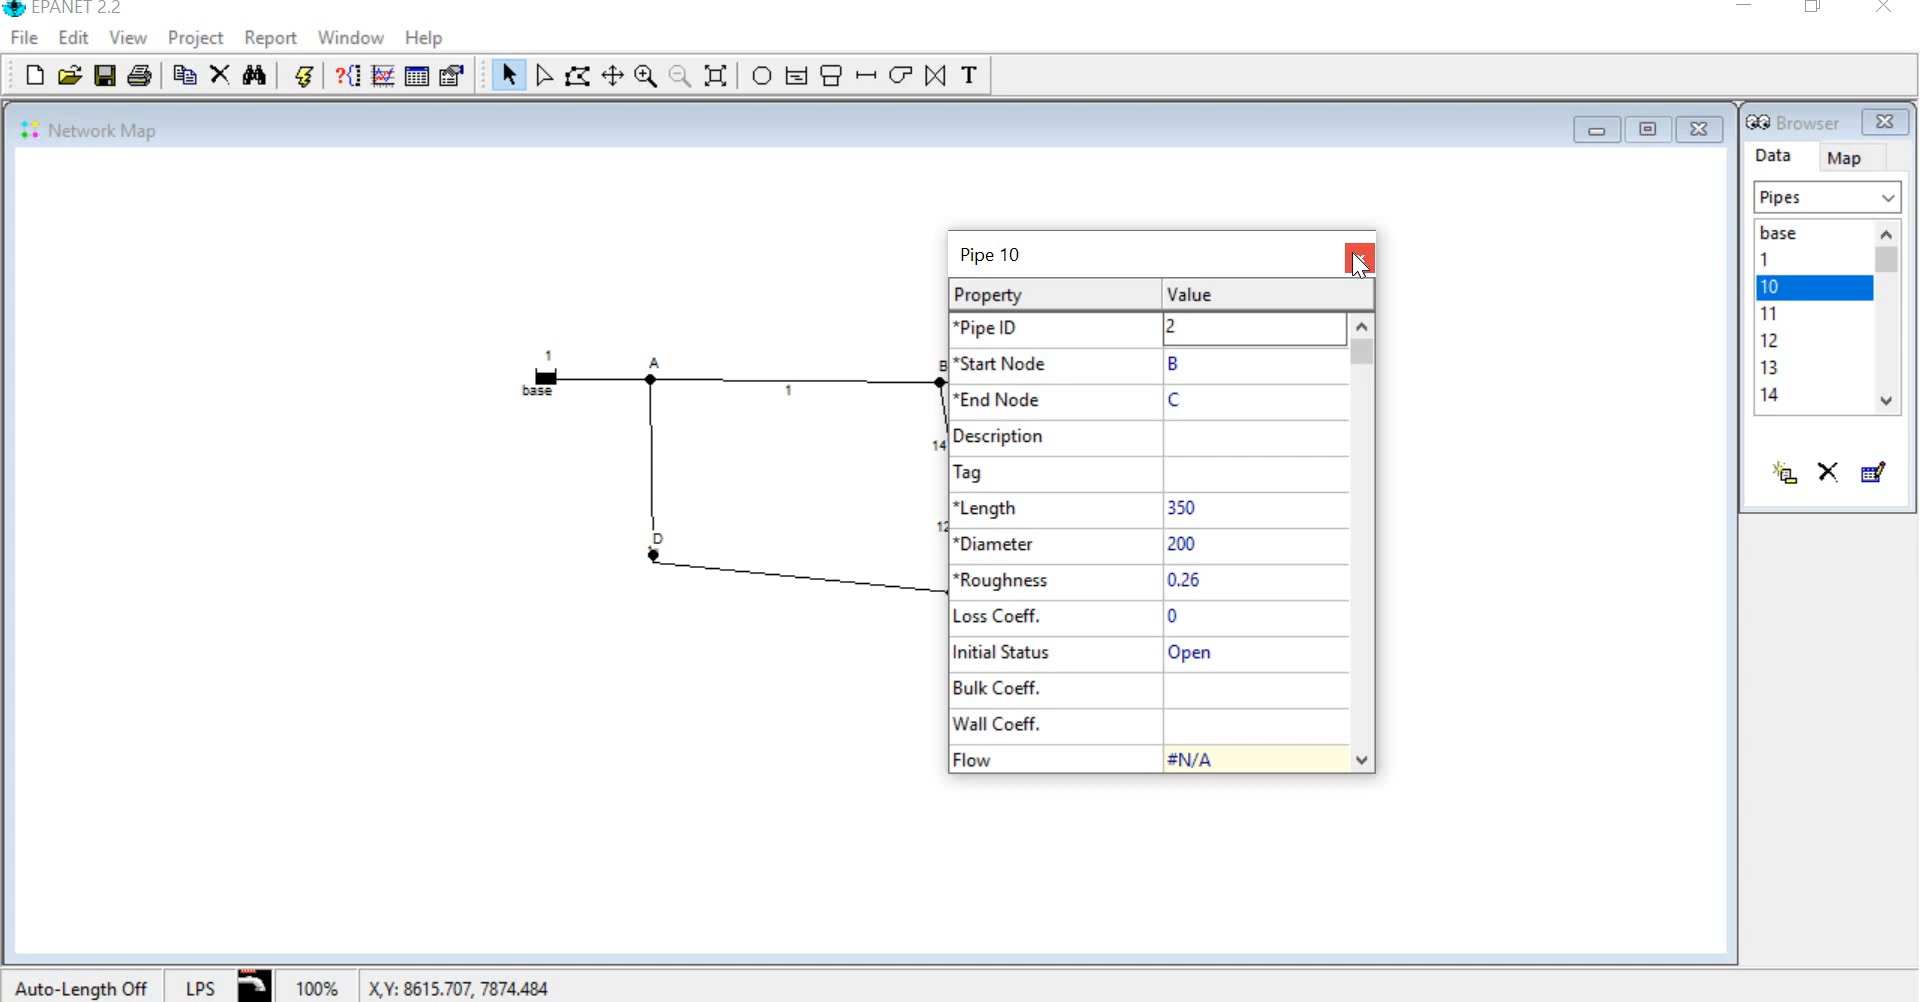 EPANET 2.2
File Edit View Project Report Window Help
Network Map
Browser
Data Map
Pipes
base
1
10
11
12
13
14
1
base
A
1
B
14
12
D
Pipe 10
Property Value
*Pipe ID 2
*Start Node B
*End Node C
Description
Tag
*Length 350
*Diameter 200
*Roughness 0.26
Loss Coeff. 0
Initial Status Open
Bulk Coeff.
Wall Coeff.
Flow #N/A
Auto-Length Off LPS 100% X,Y: 8615.707, 7874.484